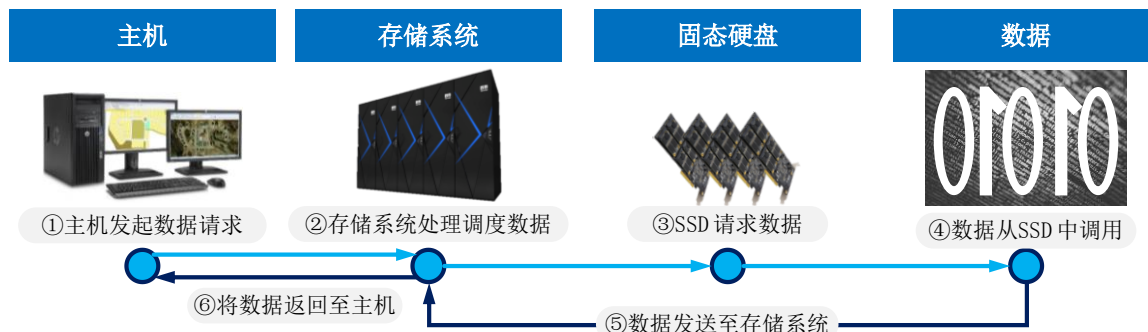 主机
存储系统
固态硬盘
数据
01010
①主机发起数据请求
②存储系统处理调度数据
③SSD 请求数据
④数据从SSD 中调用
⑥将数据返回至主机
⑤数据发送至存储系统